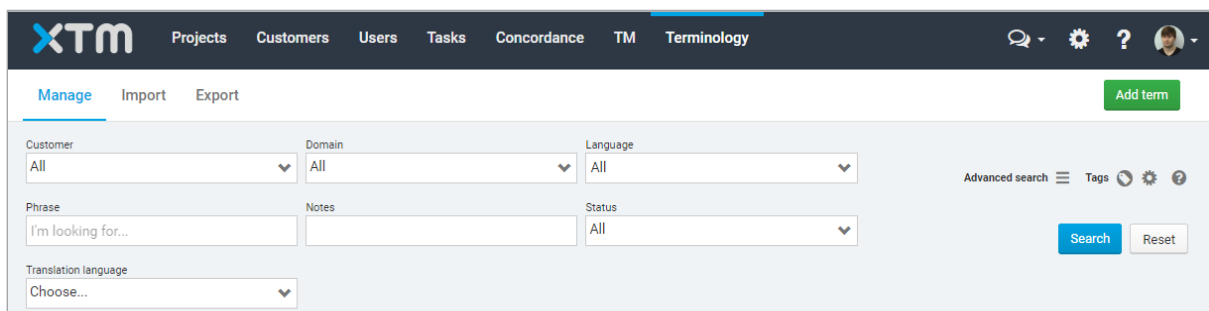 XTM Projects Customers Users Tasks Concordance TM Terminology ?
Manage Import Export Add term
Customer Domain Language
All All All
Advanced search Tags ?
Phrase Notes Status
I'm looking for... All
Search Reset
Translation language
Choose...